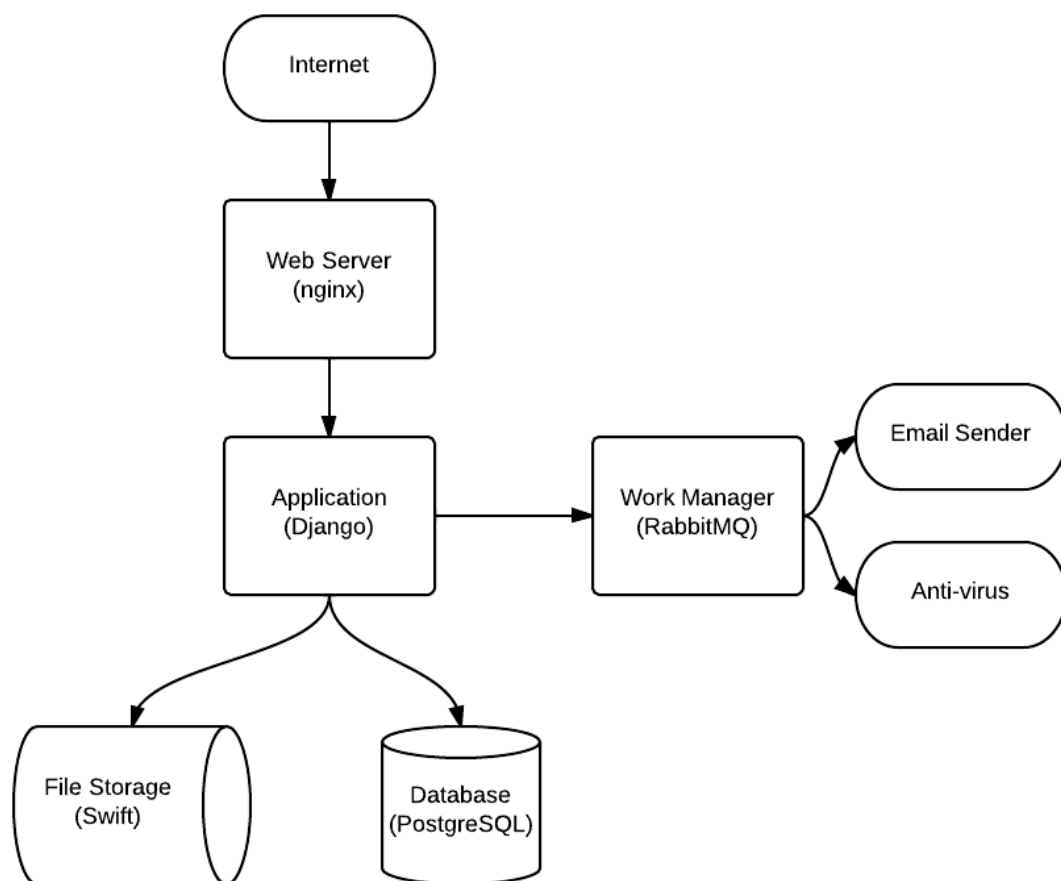 Internet
Web Server
(nginx)
Application
(Django)
Work Manager
(RabbitMQ)
Email Sender
Anti-virus
File Storage
(Swift)
Database
(PostgreSQL)